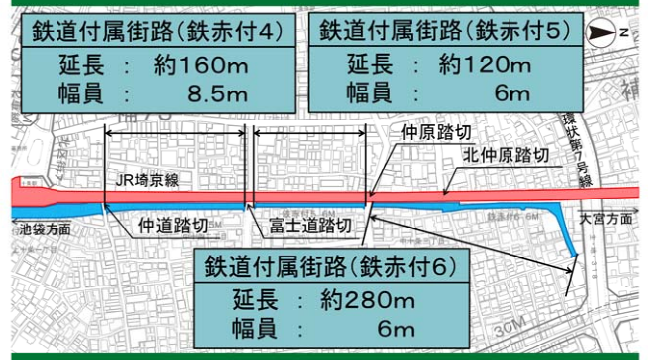 鉄道付属街路(鉄赤付4)
延長 : 約160m
幅員 : 8.5m
鉄道付属街路(鉄赤付5)
延長 : 約120m
幅員 : 6m
N
環状第7号線
仲原踏切
北仲原踏切
JR埼京線
池袋方面
仲道踏切
富士道踏切
大宮方面
鉄道付属街路(鉄赤付6)
延長 : 約280m
幅員 : 6m
30M